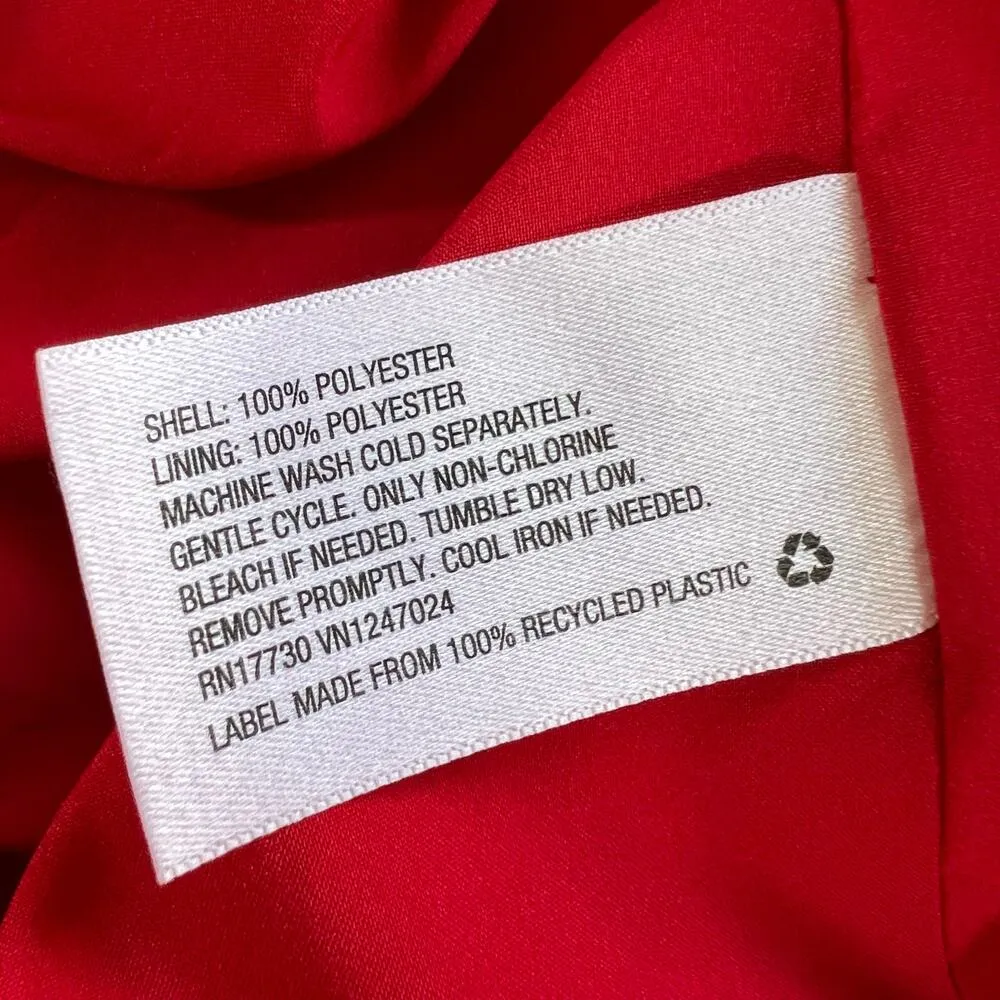 SHELL: 100% POLYESTER
LINING: 100% POLYESTER
MACHINE WASH COLD SEPARATELY.
GENTLE CYCLE. ONLY NON-CHLORINE
BLEACH IF NEEDED. TUMBLE DRY LOW.
REMOVE PROMPTLY. COOL IRON IF NEEDED.
RN17730 VN1247024
LABEL MADE FROM 100% RECYCLED PLASTIC